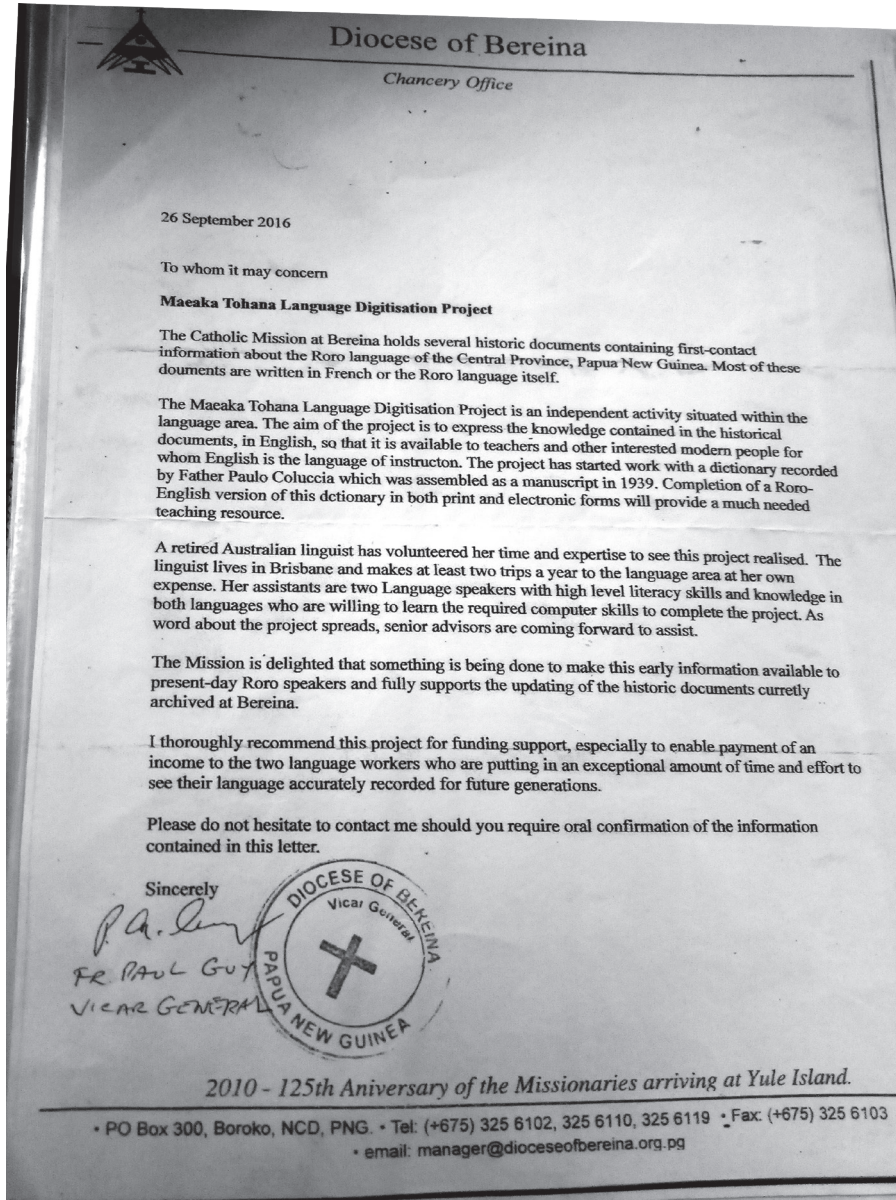 Diocese of Bereina
Chancery Office
26 September 2016
To whom it may concern
Maeaka Tohana Language Digitisation Project
The Catholic Mission at Bereina holds several historic documents containing first-contact
information about the Roro language of the Central Province, Papua New Guinea. Most of these
douments are written in French or the Roro language itself.
The Maeaka Tohana Language Digitisation Project is an independent activity situated within the
language area. The aim of the project is to express the knowledge contained in the historical
documents, in English, so that it is available to teachers and other interested modern people for
whom English is the language of instructon. The project has started work with a dictionary recorded
by Father Paulo Coluccia which was assembled as a manuscript in 1939. Completion of a Roro-
English version of this dctionary in both print and electronic forms will provide a much needed
teaching resource.
A retired Australian linguist has volunteered her time and expertise to see this project realised. The
linguist lives in Brisbane and makes at least two trips a year to the language area at her own
expense. Her assistants are two Language speakers with high level literacy skills and knowledge in
both languages who are willing to learn the required computer skills to complete the project. As
word about the project spreads, senior advisors are coming forward to assist.
The Mission is delighted that something is being done to make this early information available to
present-day Roro speakers and fully supports the updating of the historic documents curretly
archived at Bereina.
I thoroughly recommend this project for funding support, especially to enable payment of an
income to the two language workers who are putting in an exceptional amount of time and effort to
see their language accurately recorded for future generations.
Please do not hesitate to contact me should you require oral confirmation of the information
contained in this letter.
Sincerely
FR. PAUL GUY
VICAR GENERAL
DIOCESE OF BEREINA
Vicar General
PAPUA NEW GUINEA
2010 - 125th Aniversary of the Missionaries arriving at Yule Island.
• PO Box 300, Boroko, NCD, PNG. • Tel: (+675) 325 6102, 325 6110, 325 6119 • Fax: (+675) 325 6103
• email: manager@dioceseofbereina.org.pg